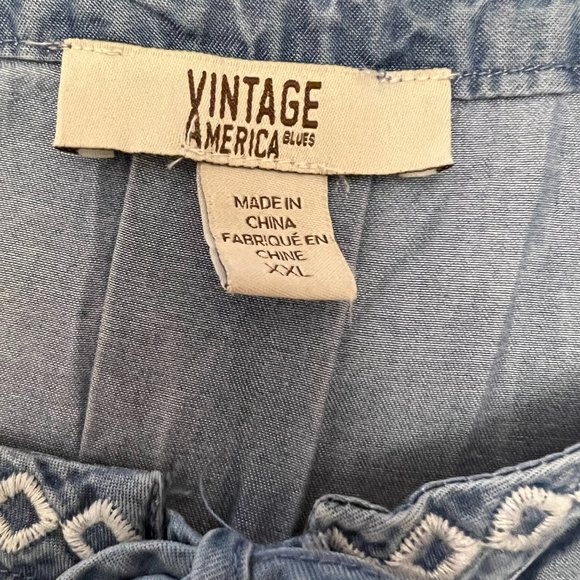 VINTAGE
AMERICA BLUES
MADE IN
CHINA
FABRIQUÉ EN
CHINE
XXL